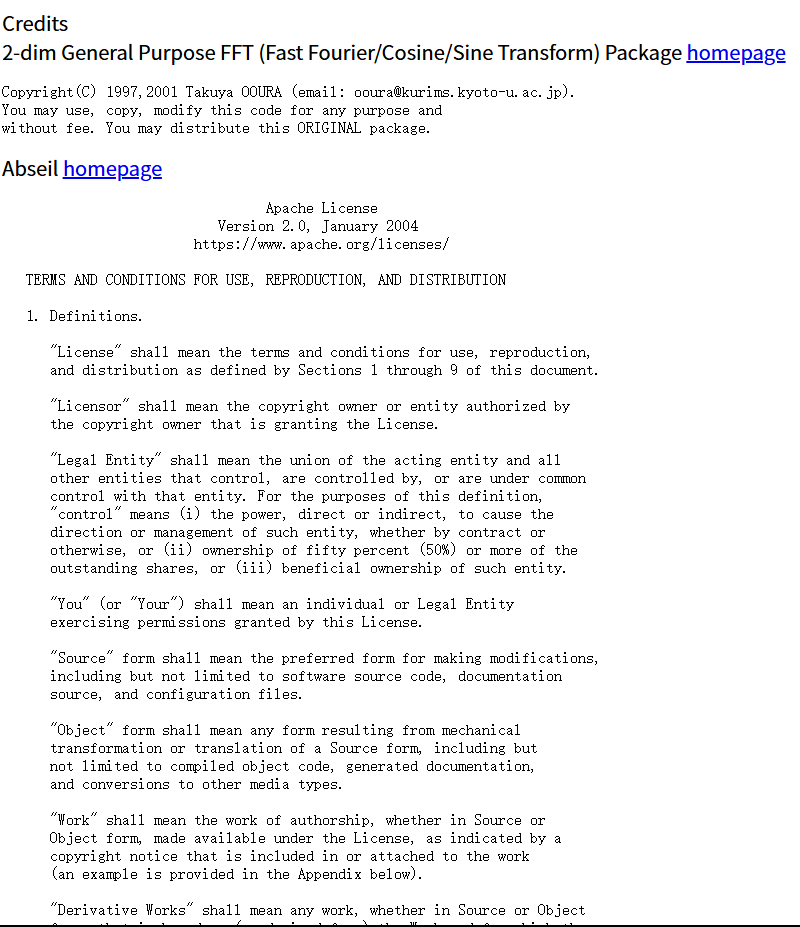 Credits
2-dim General Purpose FFT (Fast Fourier/Cosine/Sine Transform) Package homepage
Copyright(C) 1997,2001 Takuya OOURA (email: ooura@kurims.kyoto-u.ac.jp).
You may use, copy, modify this code for any purpose and
without fee. You may distribute this ORIGINAL package.
Abseil homepage
Apache License
Version 2.0, January 2004
https://www.apache.org/licenses/
TERMS AND CONDITIONS FOR USE, REPRODUCTION, AND DISTRIBUTION
1. Definitions.
"License" shall mean the terms and conditions for use, reproduction,
and distribution as defined by Sections 1 through 9 of this document.
"Licensor" shall mean the copyright owner or entity authorized by
the copyright owner that is granting the License.
"Legal Entity" shall mean the union of the acting entity and all
other entities that control, are controlled by, or are under common
control with that entity. For the purposes of this definition,
"control" means (i) the power, direct or indirect, to cause the
direction or management of such entity, whether by contract or
otherwise, or (ii) ownership of fifty percent (50%) or more of the
outstanding shares, or (iii) beneficial ownership of such entity.
"You" (or "Your") shall mean an individual or Legal Entity
exercising permissions granted by this License.
"Source" form shall mean the preferred form for making modifications,
including but not limited to software source code, documentation
source, and configuration files.
"Object" form shall mean any form resulting from mechanical
transformation or translation of a Source form, including but
not limited to compiled object code, generated documentation,
and conversions to other media types.
"Work" shall mean the work of authorship, whether in Source or
Object form, made available under the License, as indicated by a
copyright notice that is included in or attached to the work
(an example is provided in the Appendix below).
"Derivative Works" shall mean any work, whether in Source or Object